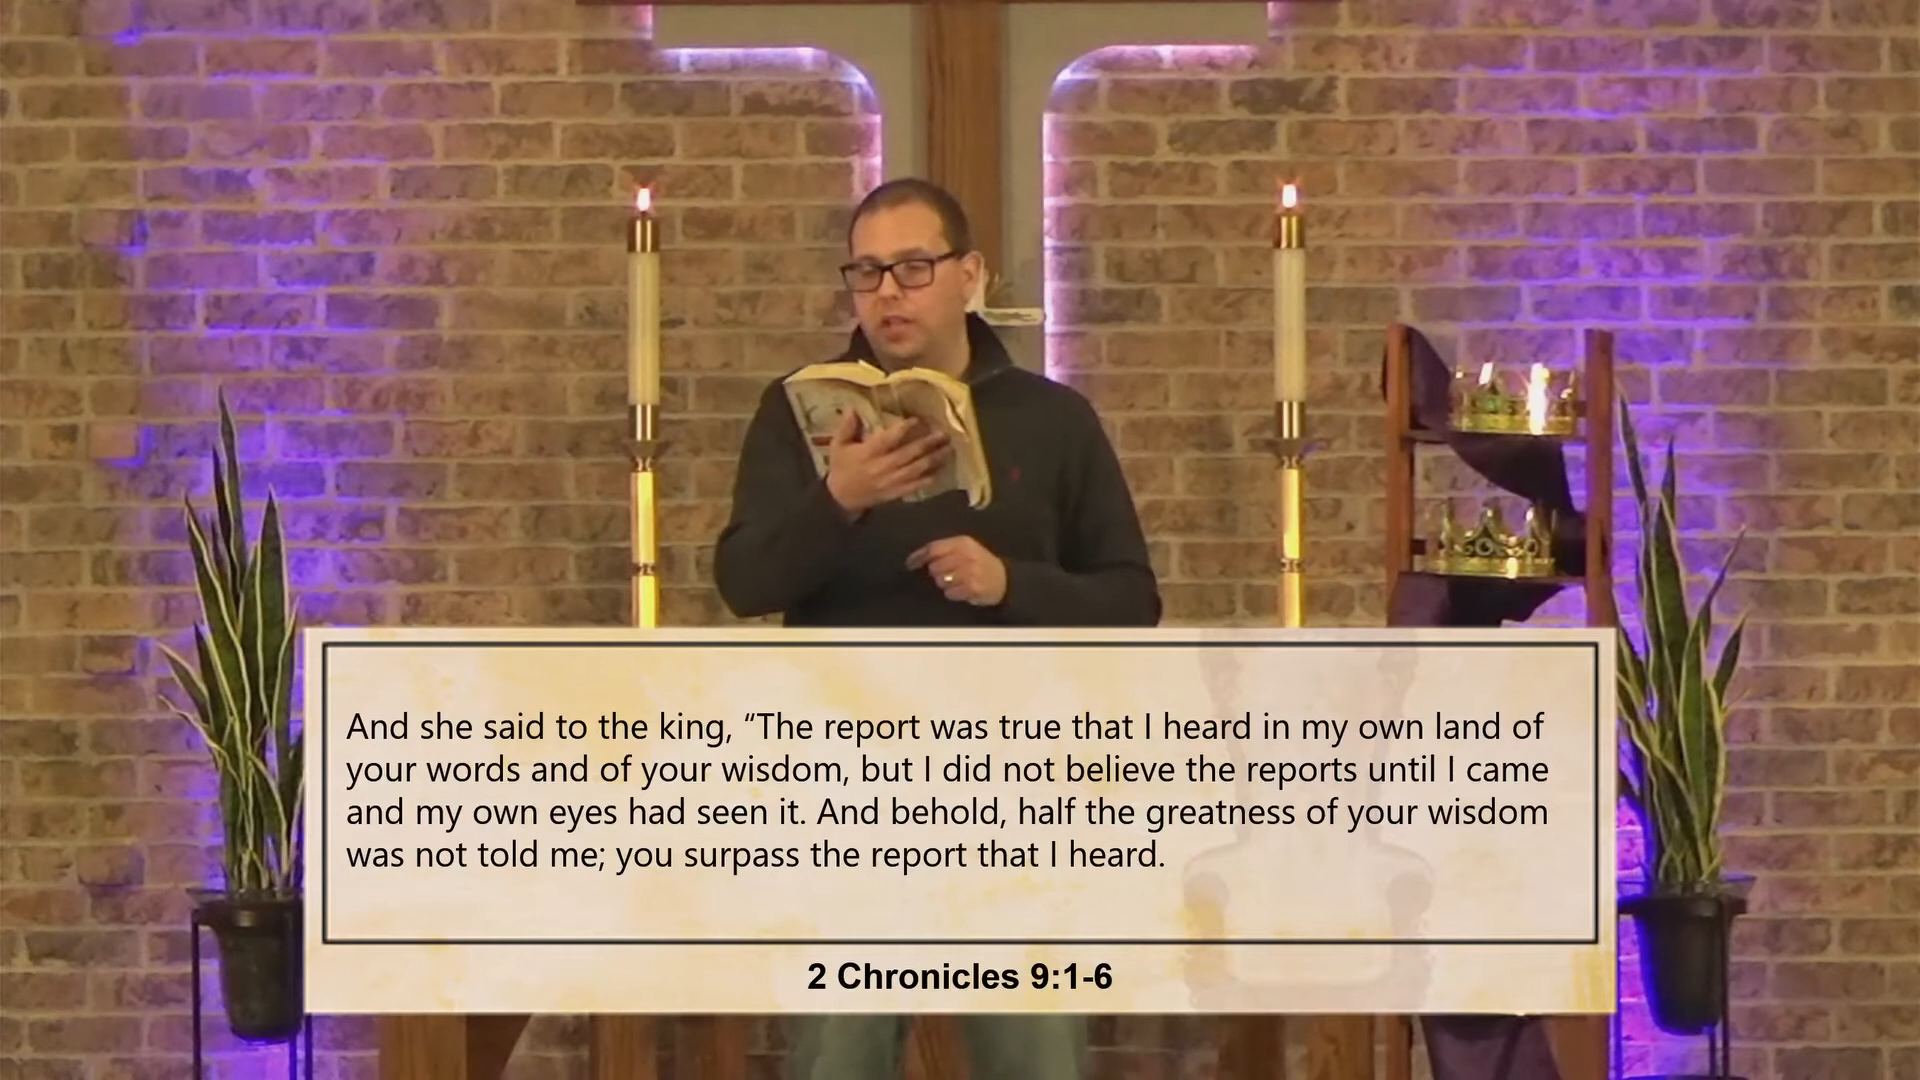 And she said to the king, “The report was true that I heard in my own land of
your words and of your wisdom, but I did not believe the reports until I came
and my own eyes had seen it. And behold, half the greatness of your wisdom
was not told me; you surpass the report that I heard.
2 Chronicles 9:1-6